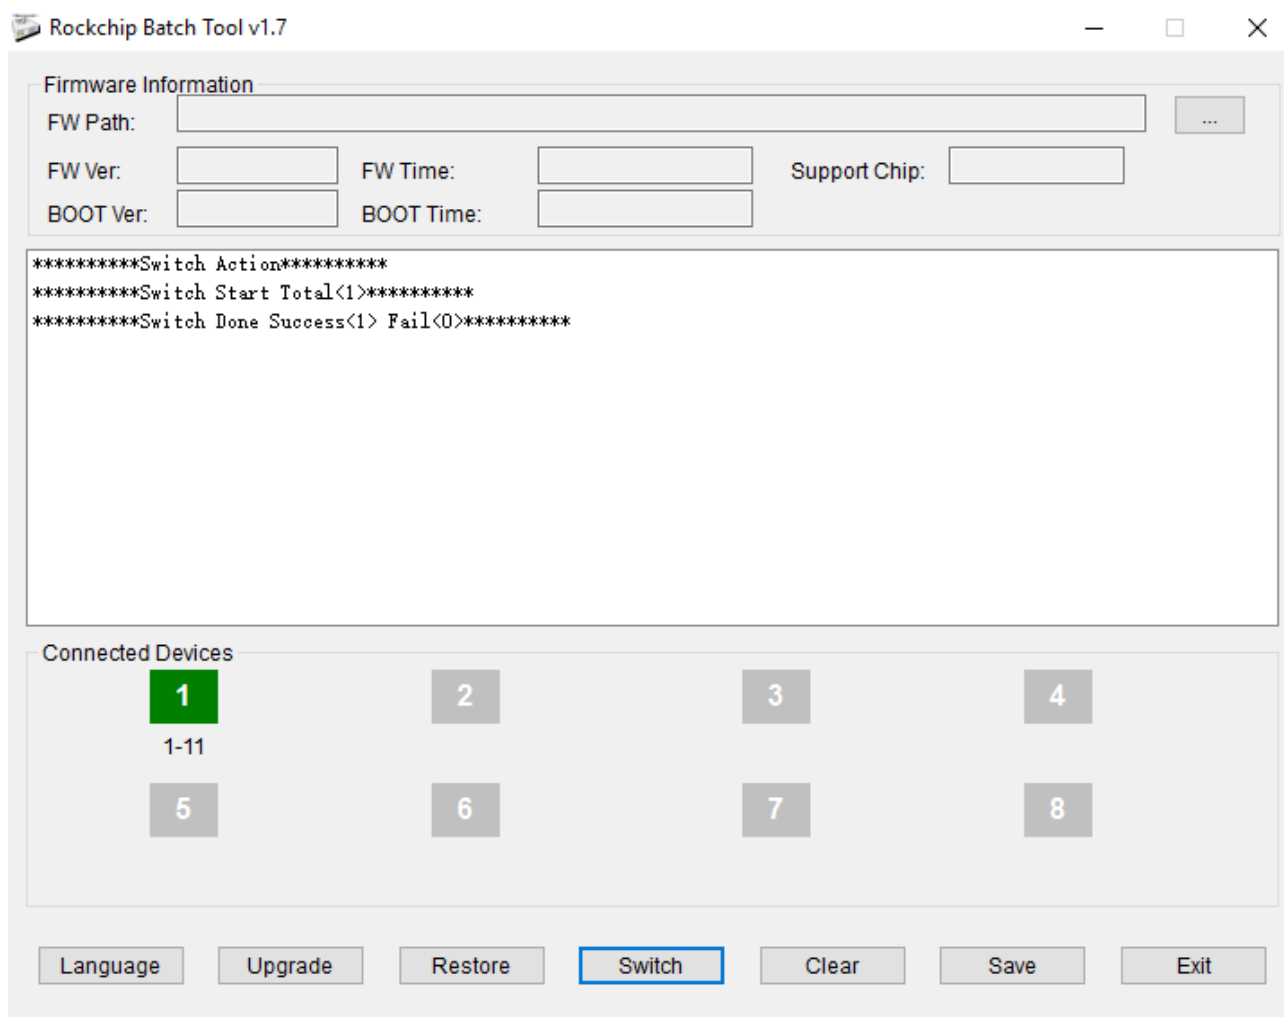 Rockchip Batch Tool v1.7
Firmware Information
FW Path: ...
FW Ver: FW Time: Support Chip:
BOOT Ver: BOOT Time:
**********Switch Action**********
**********Switch Start Total<1>**********
**********Switch Done Success<1> Fail<0>**********
Connected Devices
1 2 3 4
1-11
5 6 7 8
Language Upgrade Restore Switch Clear Save Exit